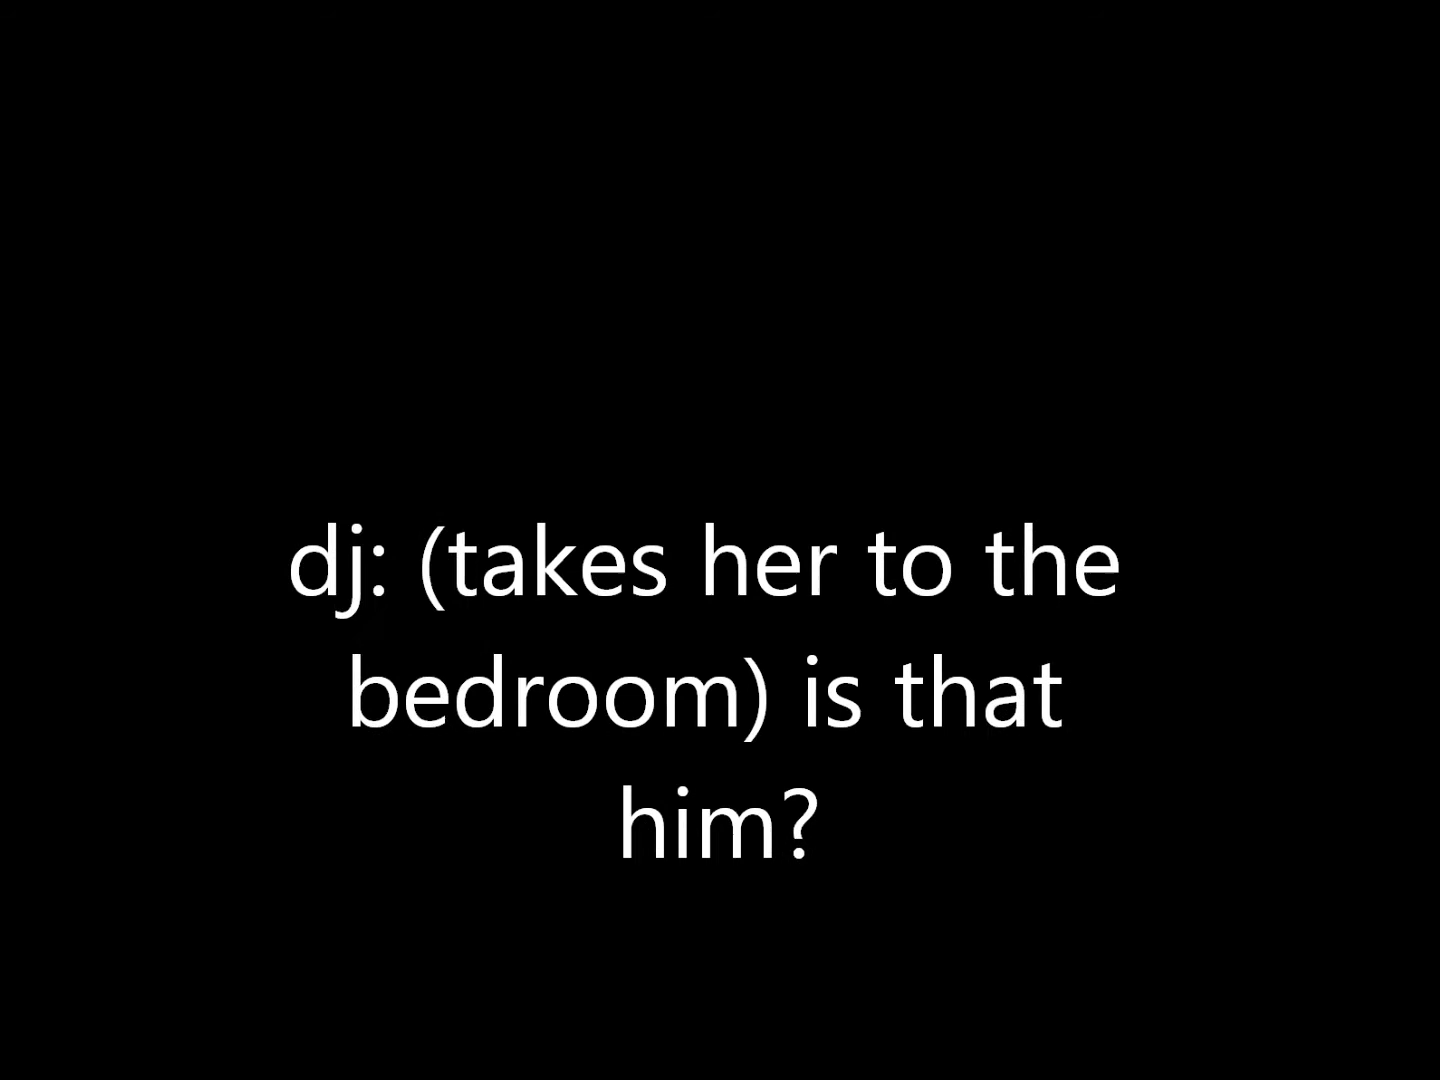 dj: (takes her to the
bedroom) is that
him?